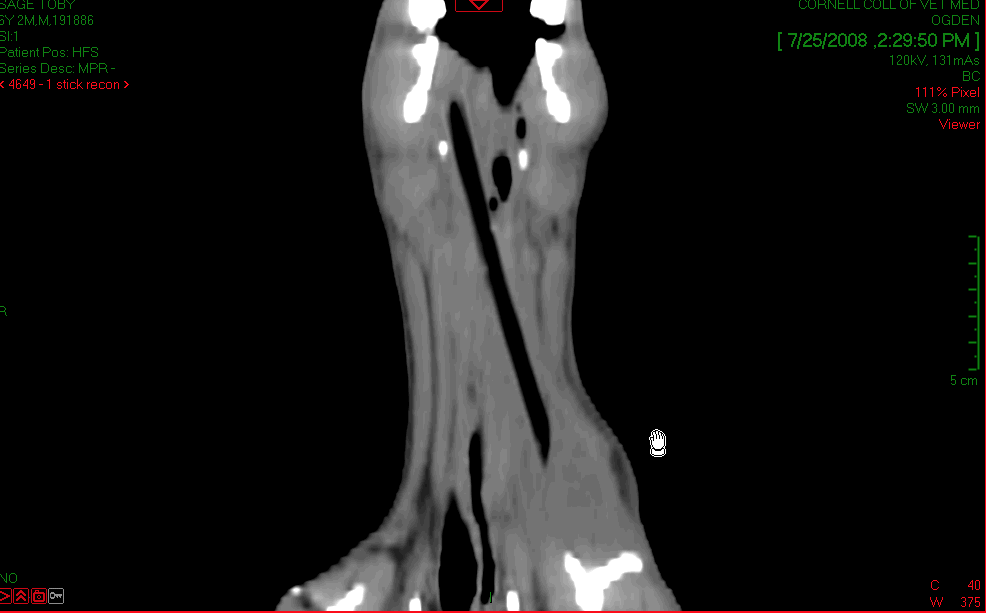 SAGE TOBY
SY 2M,M,191886
SI:1
Patient Pos: HFS
Series Desc: MPR -
< 4649 - 1 stick recon >
CORNELL COLL OF VET MED
OGDEN
[ 7/25/2008 ,2:29:50 PM ]
120kV, 131mAs
BC
111% Pixel
SW 3.00 mm
Viewer
R
5 cm
NO
C 40
W 375